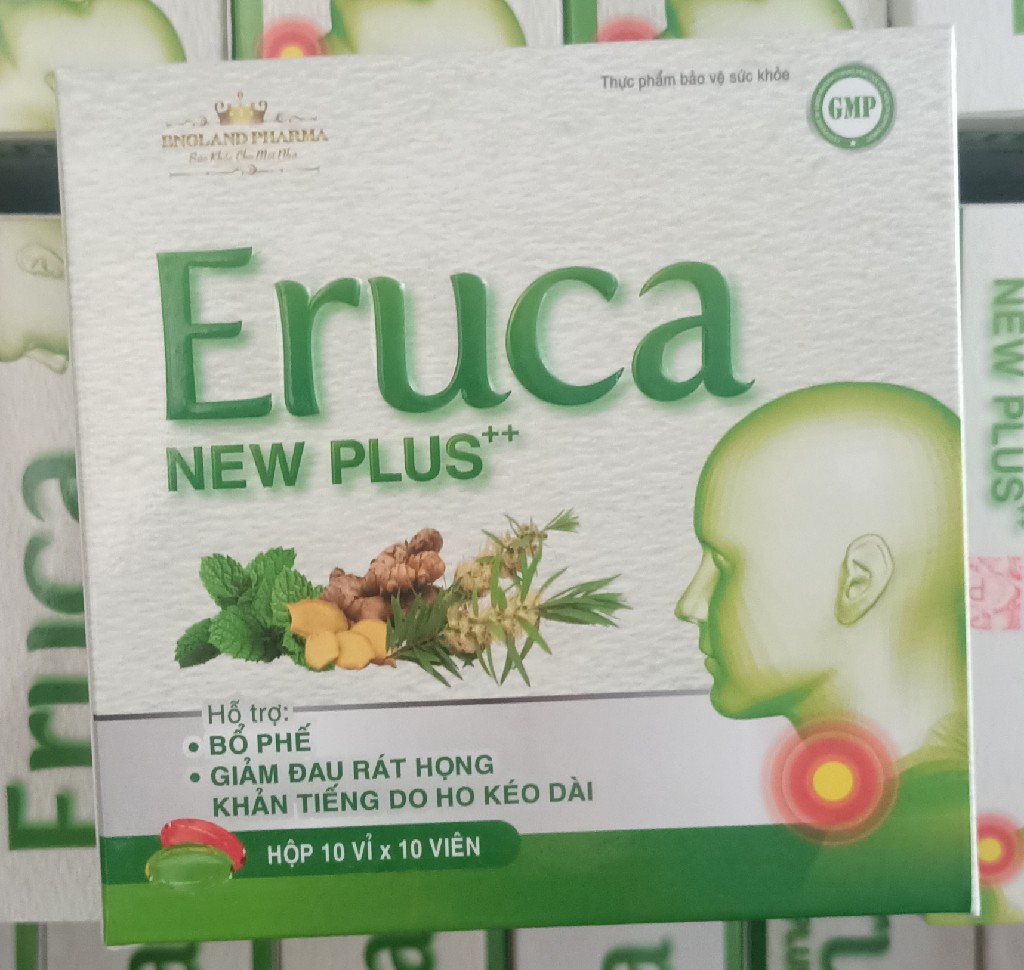 Thực phẩm bảo vệ sức khỏe
GMP
ENGLAND PHARMA
Eruca
NEW PLUS++
Hỗ trợ:
• BỔ PHẾ
• GIẢM ĐAU RÁT HỌNG
KHẢN TIẾNG DO HO KÉO DÀI
HỘP 10 VỈ x 10 VIÊN
Eruca
NEW PLUS++